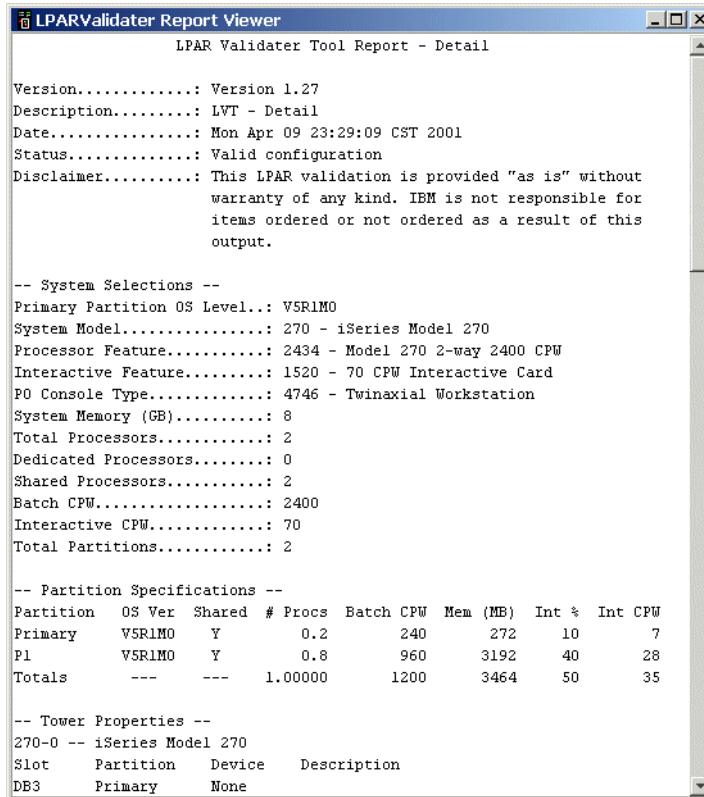 LPARValidater Report Viewer
LPAR Validater Tool Report - Detail
Version.............: Version 1.27
Description.........: LVT - Detail
Date................: Mon Apr 09 23:29:09 CST 2001
Status..............: Valid configuration
Disclaimer..........: This LPAR validation is provided "as is" without
warranty of any kind. IBM is not responsible for
items ordered or not ordered as a result of this
output.
-- System Selections --
Primary Partition OS Level..: V5R1M0
System Model................: 270 - iSeries Model 270
Processor Feature...........: 2434 - Model 270 2-way 2400 CPW
Interactive Feature.........: 1520 - 70 CPW Interactive Card
PO Console Type.............: 4746 - Twinaxial Workstation
System Memory (GB)..........: 8
Total Processors............: 2
Dedicated Processors........: 0
Shared Processors...........: 2
Batch CPW...................: 2400
Interactive CPW.............: 70
Total Partitions............: 2
-- Partition Specifications --
Partition OS Ver Shared # Procs Batch CPW Mem (MB) Int % Int CPW
Primary V5R1M0 Y 0.2 240 272 10 7
P1 V5R1M0 Y 0.8 960 3192 40 28
Totals --- --- 1.00000 1200 3464 50 35
-- Tower Properties --
270-0 -- iSeries Model 270
Slot Partition Device Description
DB3 Primary None